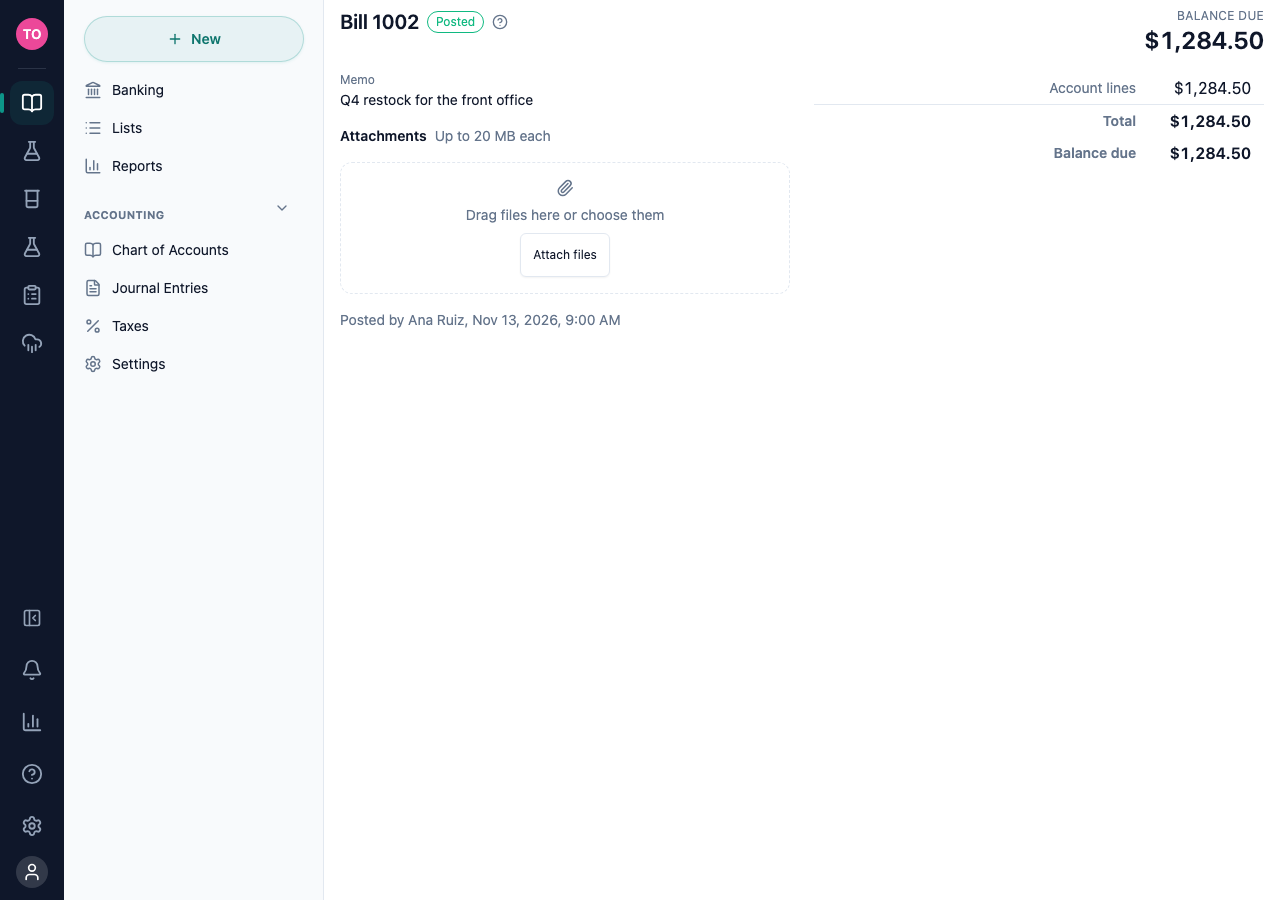 TO
New
Banking
Lists
Reports
ACCOUNTING
Chart of Accounts
Journal Entries
Taxes
Settings
Bill 1002 Posted
BALANCE DUE
$1,284.50
Memo
Q4 restock for the front office
Attachments Up to 20 MB each
Drag files here or choose them
Attach files
Posted by Ana Ruiz, Nov 13, 2026, 9:00 AM
Account lines $1,284.50
Total $1,284.50
Balance due $1,284.50